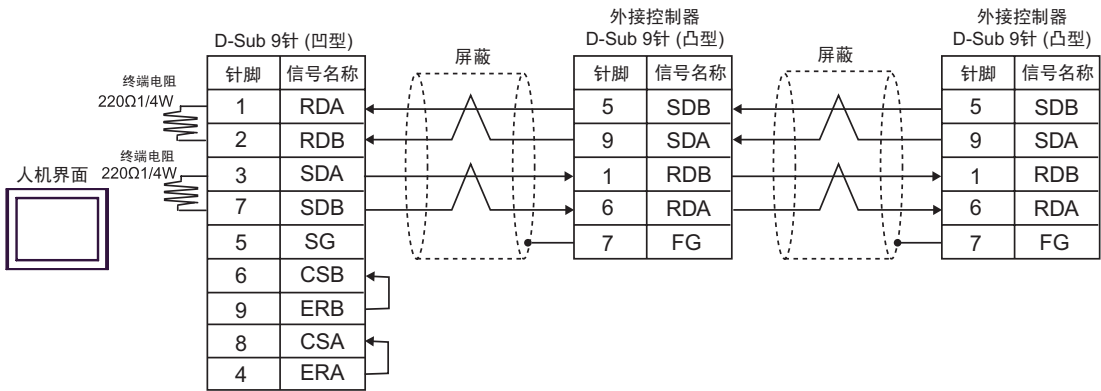 外接控制器
外接控制器
D-Sub 9针 (凹型)
D-Sub 9针 (凸型)
D-Sub 9针 (凸型)
屏蔽
屏蔽
针脚 信号名称
针脚 信号名称
针脚 信号名称
终端电阻
220Ω1/4W
1 RDA
5 SDB
5 SDB
2 RDB
9 SDA
9 SDA
终端电阻
220Ω1/4W
人机界面
3 SDA
1 RDB
1 RDB
7 SDB
6 RDA
6 RDA
5 SG
7 FG
7 FG
6 CSB
9 ERB
8 CSA
4 ERA